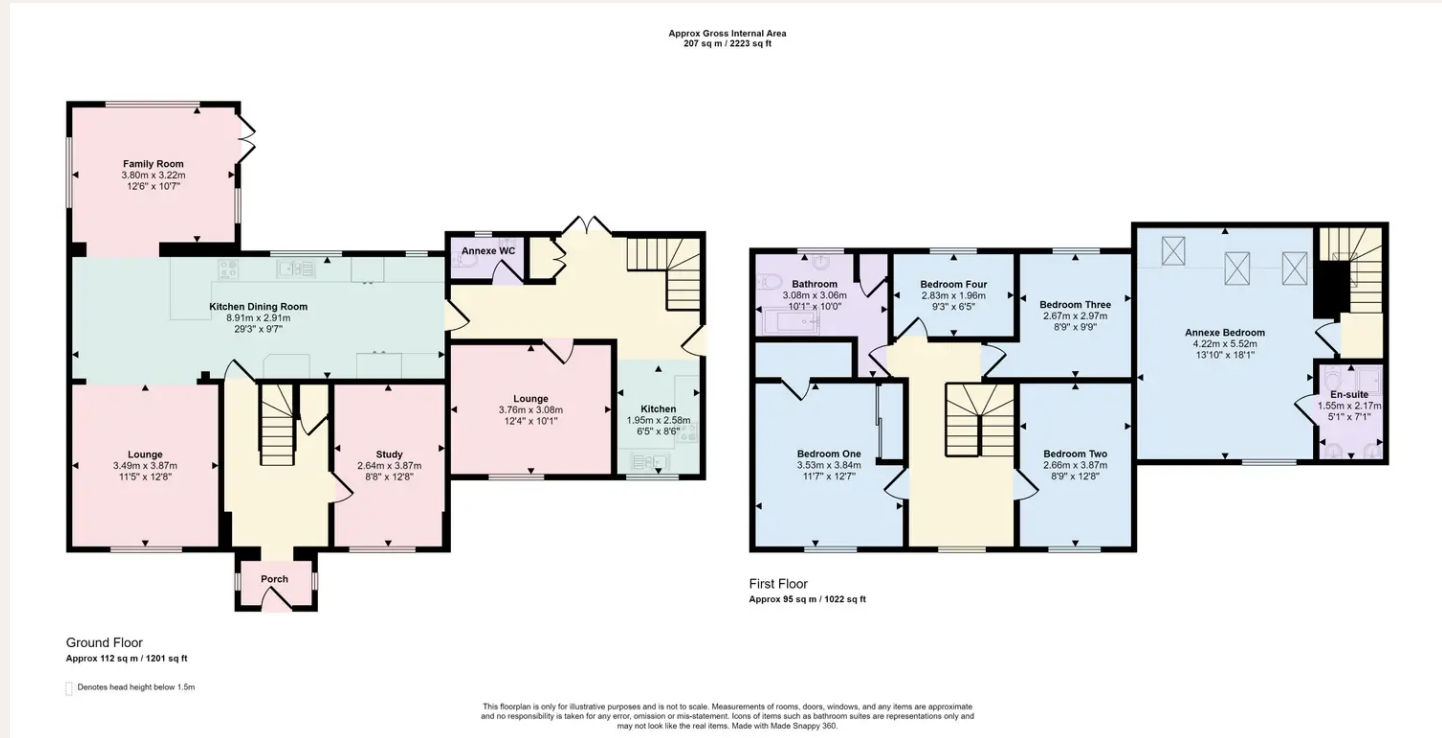 Approx Gross Internal Area
207 sq m / 2223 sq ft
Family Room
3.80m x 3.22m
12'6" x 10'7"
Annexe WC
Kitchen Dining Room
8.91m x 2.91m
29'3" x 9'7"
Lounge
3.76m x 3.08m
12'4" x 10'1"
Kitchen
1.95m x 2.58m
6'5" x 8'6"
Lounge
3.49m x 3.87m
11'5" x 12'8"
Study
2.64m x 3.87m
8'8" x 12'8"
Porch
Ground Floor
Approx 112 sq m / 1201 sq ft
Denotes head height below 1.5m
Bathroom
3.08m x 3.06m
10'1" x 10'0"
Bedroom Four
2.83m x 1.96m
9'3" x 6'5"
Bedroom Three
2.67m x 2.97m
8'9" x 9'9"
Annexe Bedroom
4.22m x 5.52m
13'10" x 18'1"
En-suite
1.55m x 2.17m
5'1" x 7'1"
Bedroom One
3.53m x 3.84m
11'7" x 12'7"
Bedroom Two
2.66m x 3.87m
8'9" x 12'8"
First Floor
Approx 95 sq m / 1022 sq ft
This floorplan is only for illustrative purposes and is not to scale. Measurements of rooms, doors, windows, and any items are approximate
and no responsibility is taken for any error, omission or mis-statement. Icons of items such as bathroom suites are representations only and
may not look like the real items. Made with Made Snappy 360.